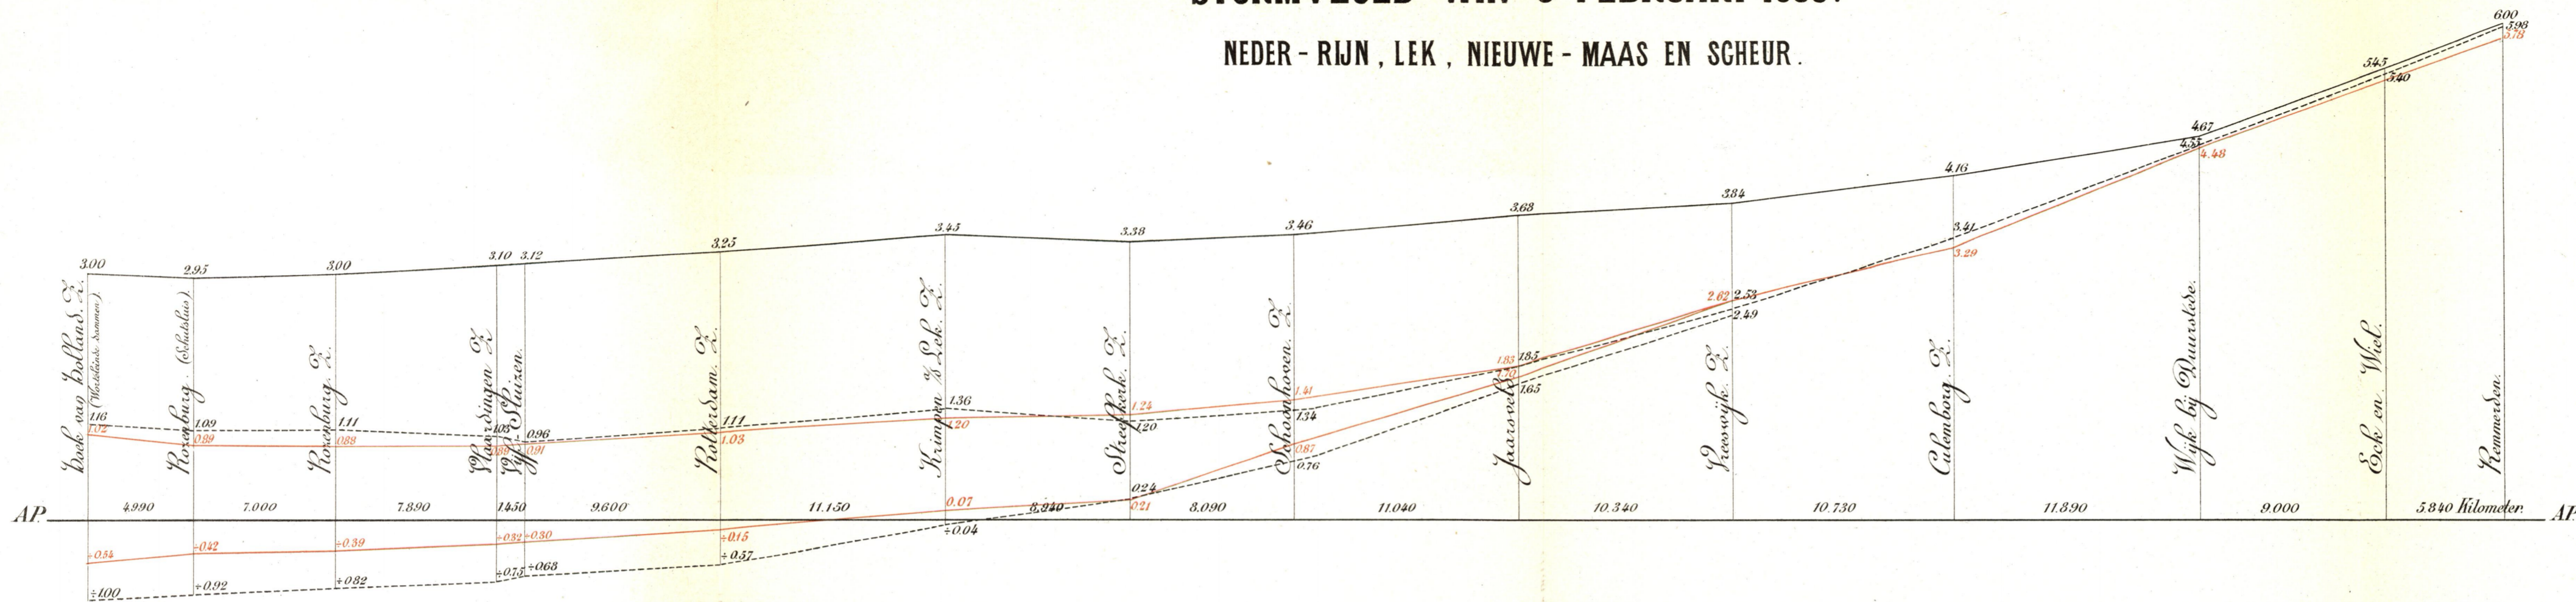 NEDER - RIJN, LEK, NIEUWE - MAAS EN SCHEUR.
600
5.98
5.78
5.45
5.40
4.67
4.55
4.48
4.16
3.84
3.68
3.46
3.38
3.45
3.25
3.10 3.12
3.00
2.95
3.00
3.41
3.29
2.62 2.53
2.49
1.85 1.85
1.70
1.65
1.41
1.34
1.24
1.20
1.36
1.20
1.11
1.03
1.03 0.96
0.91
1.11
0.88
1.09
0.89
1.16
1.02
0.87
0.76
0.24
0.21
0.07
÷0.04
Hoek van Holland. Z.
Rozenburg. (Schutsluis).
Rozenburg. Z.
Vlaardingen. Z
Vijf-Sluizen.
Rotterdam. Z.
Krimpen a/d Lek. Z.
Streefkerk. Z.
Schoonhoven. Z.
Jaarsveld
Vreeswijk. Z.
Culemborg. Z.
Wijk bij Duurstede.
Eck en Wiel.
Remmerden.
AP. 4.990 7.000 7.890 1.450 9.600 11.150 8.940 8.090 11.040 10.340 10.730 11.890 9.000 5.840 Kilometer. AP
÷0.54 ÷0.42 ÷0.39 ÷0.32 ÷0.30 ÷0.15
÷1.00 ÷0.92 ÷0.82 ÷0.75 ÷0.68 ÷0.57